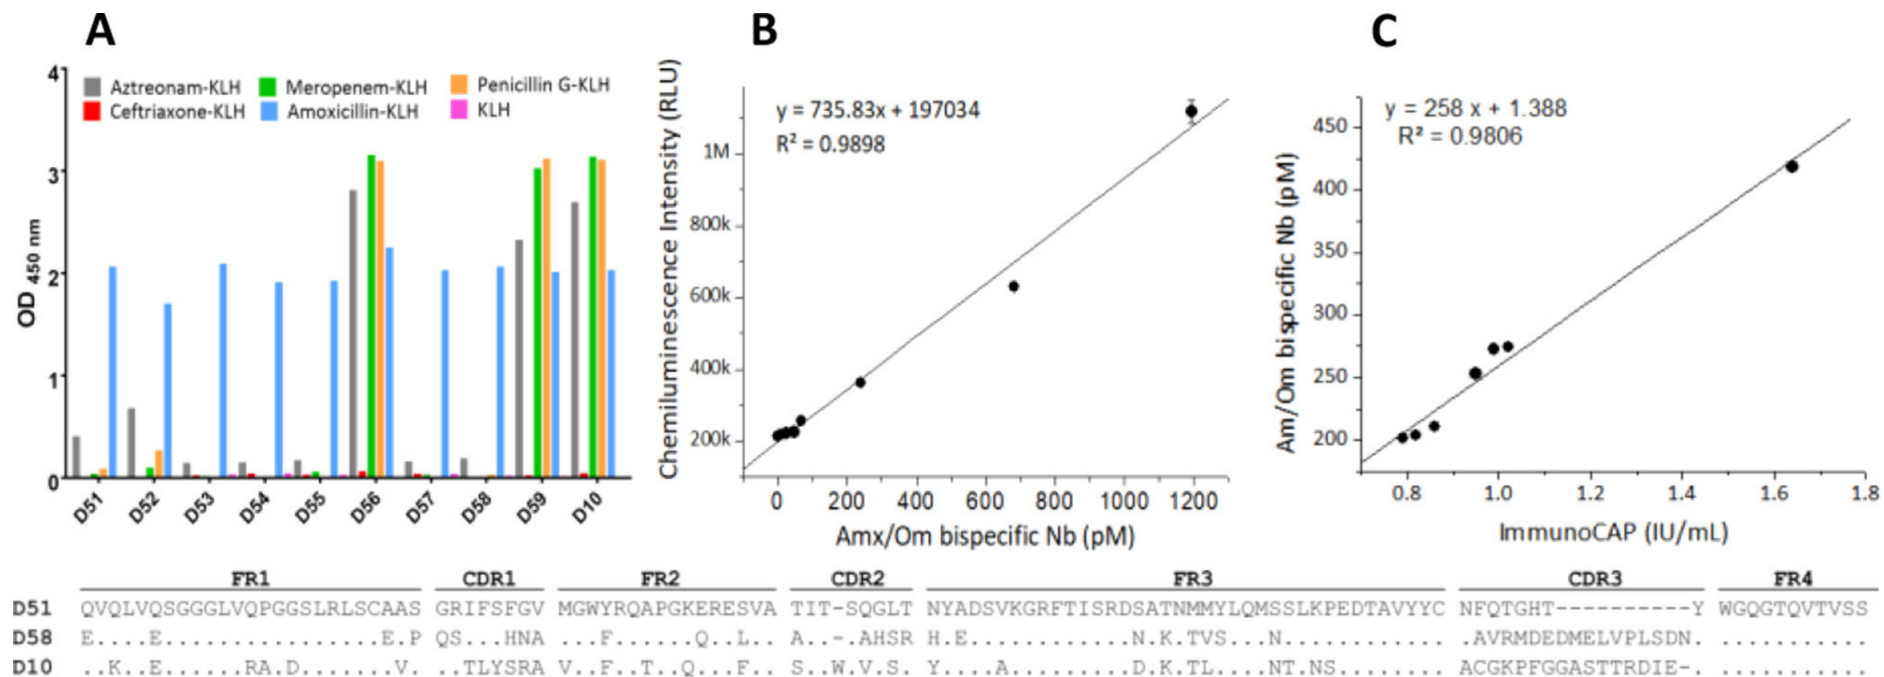 A
4
Aztreonam-KLH
Meropenem-KLH
Penicillin G-KLH
Ceftriaxone-KLH
Amoxicillin-KLH
KLH
3
2
1
0
OD 450 nm
D51
D52
D53
D54
D55
D56
D57
D58
D59
D10
B
y = 735.83x + 197034
R² = 0.9898
1M
800k
600k
400k
200k
Chemiluminescence Intensity (RLU)
0
200
400
600
800
1000
1200
Amx/Om bispecific Nb (pM)
C
y = 258 x + 1.388
R² = 0.9806
450
400
350
300
250
200
Am/Om bispecific Nb (pM)
0.8
1.0
1.2
1.4
1.6
1.8
ImmunoCAP (IU/mL)
FR1 CDR1 FR2 CDR2 FR3 CDR3 FR4
D51 QVQLVQSGGGLVQPGGSLRLSCAAS GRIFSFGV MGWYRQAPGKERESVA TIT-SQGLT NYADSVKGRFTISRDSATNMMYLQMSSLKPEDTAVYYC NFQTGHT----------Y WGQGTQVTVSS
D58 E....E................E.P QS...HNA ...F......Q..L.. A..-.AHSR H.E............N.K.TVS...N............ .AVRMDEDMELVPLSDN. ...........
D10 ..K..E......RA.D.......V. ..TLYSRA V..F..T..Q...F.. S..W.V.S. Y....A.........D.K.TL....NT.NS........ ACGKPFGGASTTRDIE-. ...........